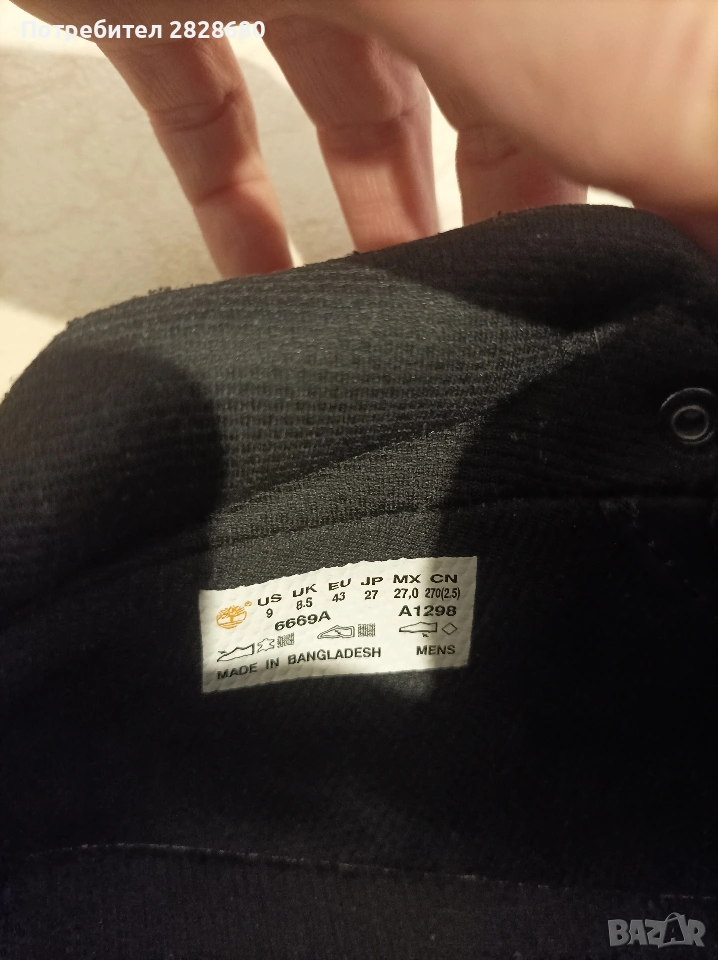 Потребител 2828680
US UK EU JP MX CN
9 8.5 43 27 27,0 270(2.5)
6669A A1298
MADE IN BANGLADESH MENS
BAZAR